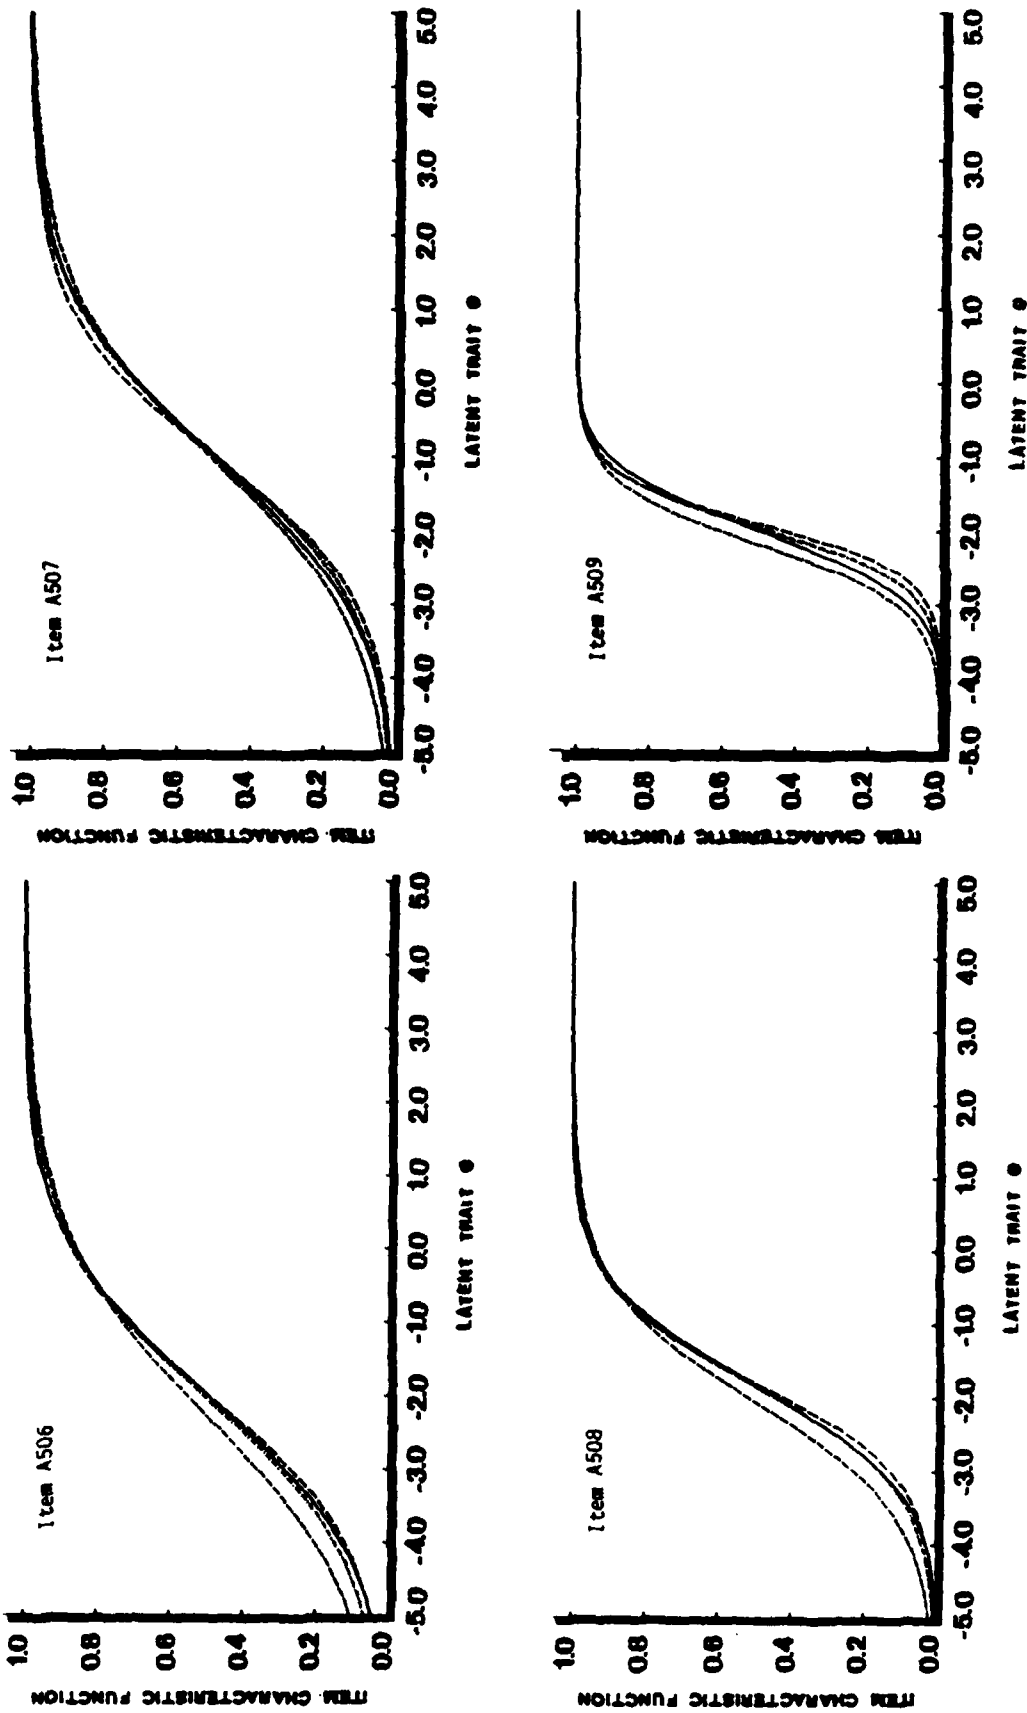 Item A506
ITEM CHARACTERISTIC FUNCTION
1.0
0.8
0.6
0.4
0.2
0.0
-5.0 -4.0 -3.0 -2.0 -1.0 0.0 1.0 2.0 3.0 4.0 5.0
LATENT TRAIT θ
Item A507
ITEM CHARACTERISTIC FUNCTION
1.0
0.8
0.6
0.4
0.2
0.0
-5.0 -4.0 -3.0 -2.0 -1.0 0.0 1.0 2.0 3.0 4.0 5.0
LATENT TRAIT θ
Item A508
ITEM CHARACTERISTIC FUNCTION
1.0
0.8
0.6
0.4
0.2
0.0
-5.0 -4.0 -3.0 -2.0 -1.0 0.0 1.0 2.0 3.0 4.0 5.0
LATENT TRAIT θ
Item A509
ITEM CHARACTERISTIC FUNCTION
1.0
0.8
0.6
0.4
0.2
0.0
-5.0 -4.0 -3.0 -2.0 -1.0 0.0 1.0 2.0 3.0 4.0 5.0
LATENT TRAIT θ